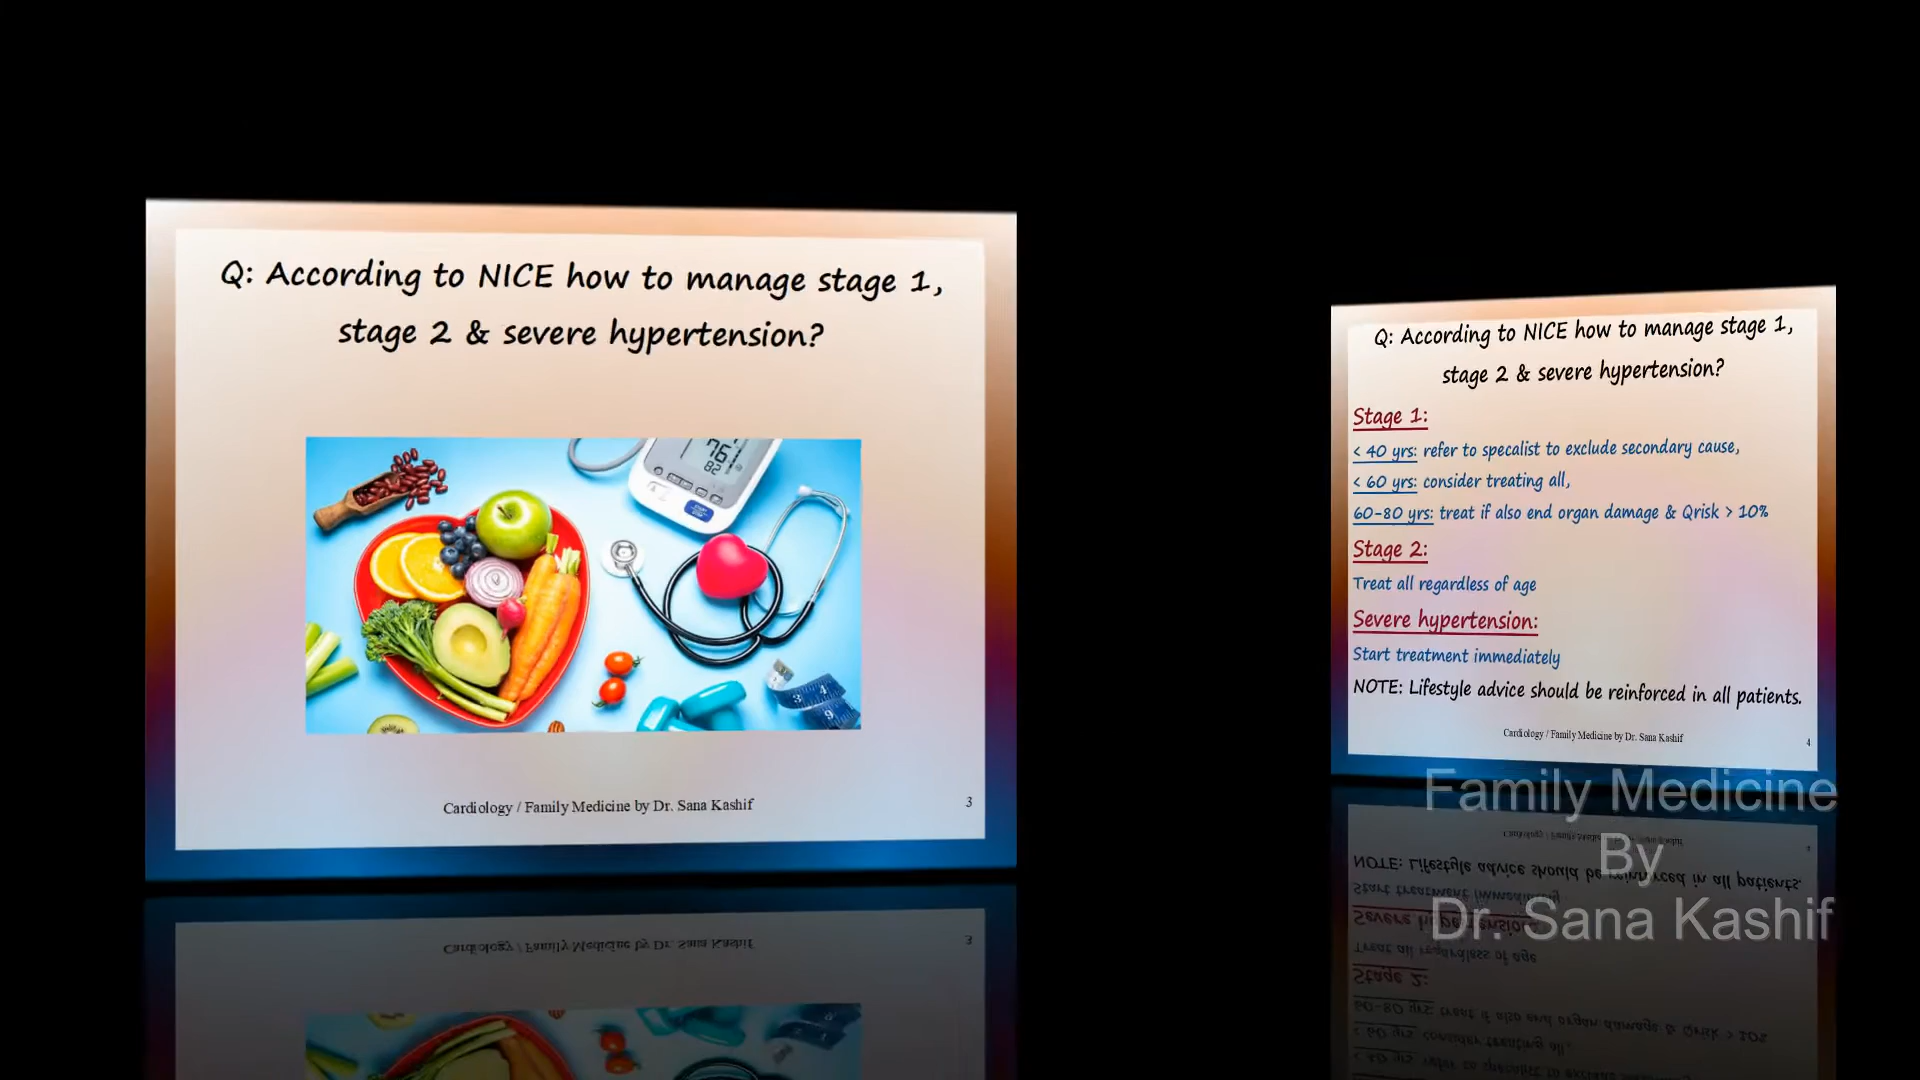 Q: According to NICE how to manage stage 1,
stage 2 & severe hypertension?
76
82
Cardiology / Family Medicine by Dr. Sana Kashif
3
Q: According to NICE how to manage stage 1,
stage 2 & severe hypertension?
Stage 1:
< 40 yrs: refer to specalist to exclude secondary cause,
< 60 yrs: consider treating all,
60-80 yrs: treat if also end organ damage & Qrisk > 10%
Stage 2:
Treat all regardless of age
Severe hypertension:
Start treatment immediately
NOTE: Lifestyle advice should be reinforced in all patients.
Cardiology / Family Medicine by Dr. Sana Kashif
4
Family Medicine
By
Dr. Sana Kashif